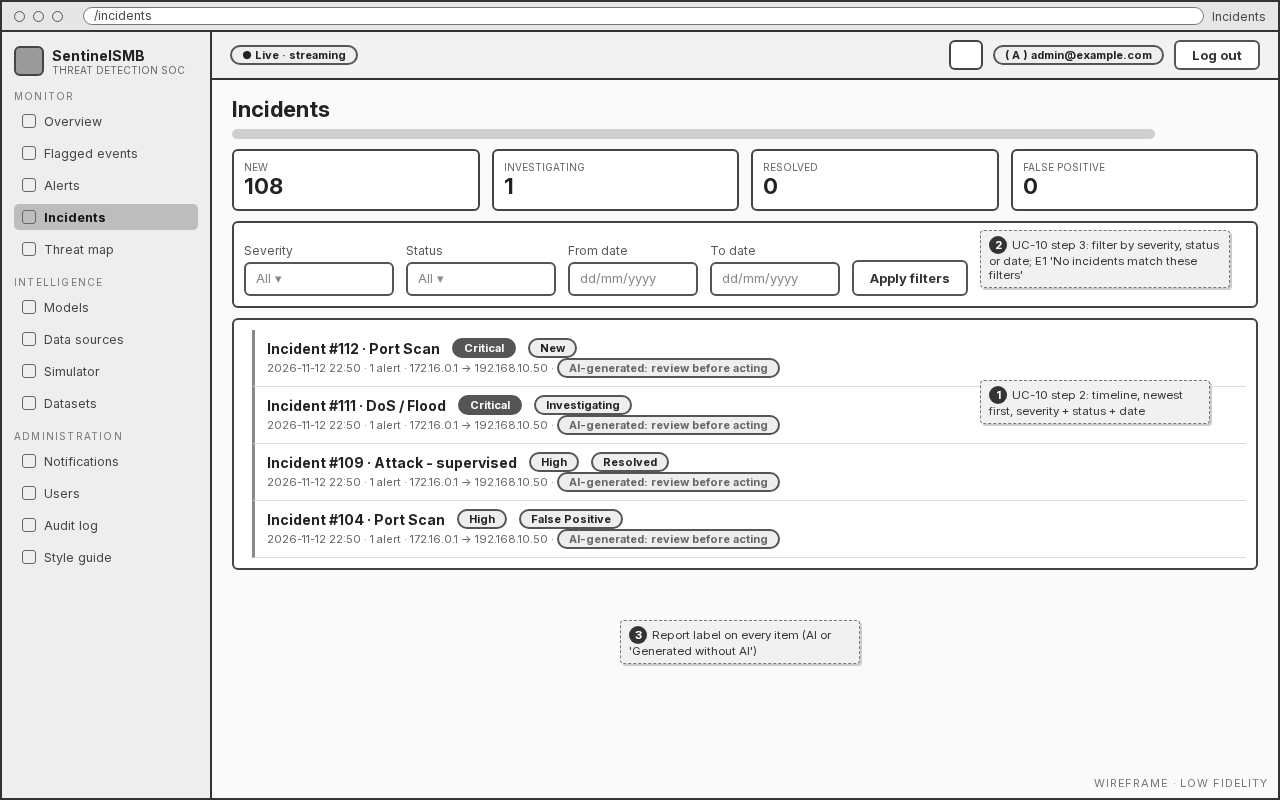 /incidents
Incidents
SentinelSMB
THREAT DETECTION SOC
MONITOR
Overview
Flagged events
Alerts
Incidents
Threat map
INTELLIGENCE
Models
Data sources
Simulator
Datasets
ADMINISTRATION
Notifications
Users
Audit log
Style guide
● Live · streaming
( A ) admin@example.com
Log out
Incidents
NEW
108
INVESTIGATING
1
RESOLVED
0
FALSE POSITIVE
0
Severity
All ▾
Status
All ▾
From date
dd/mm/yyyy
To date
dd/mm/yyyy
Apply filters
2 UC-10 step 3: filter by severity, status
or date; E1 'No incidents match these
filters'
Incident #112 · Port Scan Critical New
2026-11-12 22:50 · 1 alert · 172.16.0.1 → 192.168.10.50 · AI-generated: review before acting
1 UC-10 step 2: timeline, newest
first, severity + status + date
Incident #111 · DoS / Flood Critical Investigating
2026-11-12 22:50 · 1 alert · 172.16.0.1 → 192.168.10.50 · AI-generated: review before acting
Incident #109 · Attack - supervised High Resolved
2026-11-12 22:50 · 1 alert · 172.16.0.1 → 192.168.10.50 · AI-generated: review before acting
Incident #104 · Port Scan High False Positive
2026-11-12 22:50 · 1 alert · 172.16.0.1 → 192.168.10.50 · AI-generated: review before acting
3 Report label on every item (AI or
'Generated without AI')
WIREFRAME · LOW FIDELITY